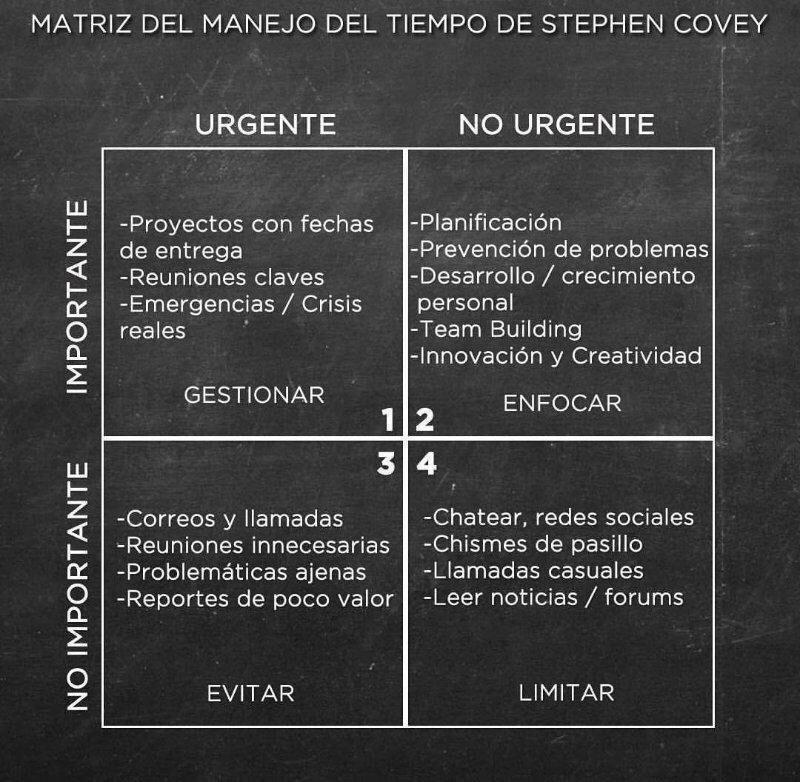 MATRIZ DEL MANEJO DEL TIEMPO DE STEPHEN COVEY
URGENTE
NO URGENTE
IMPORTANTE
-Proyectos con fechas
de entrega
-Reuniones claves
-Emergencias / Crisis
reales
GESTIONAR
1
-Planificación
-Prevención de problemas
-Desarrollo / crecimiento
personal
-Team Building
-Innovación y Creatividad
ENFOCAR
2
NO IMPORTANTE
3
-Correos y llamadas
-Reuniones innecesarias
-Problemáticas ajenas
-Reportes de poco valor
EVITAR
4
-Chatear, redes sociales
-Chismes de pasillo
-Llamadas casuales
-Leer noticias / forums
LIMITAR